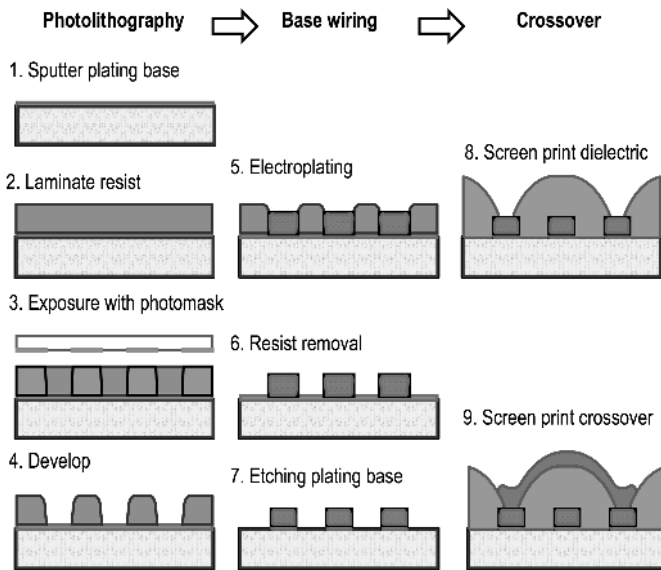 Photolithography
Base wiring
Crossover
1. Sputter plating base
2. Laminate resist
3. Exposure with photomask
4. Develop
5. Electroplating
6. Resist removal
7. Etching plating base
8. Screen print dielectric
9. Screen print crossover